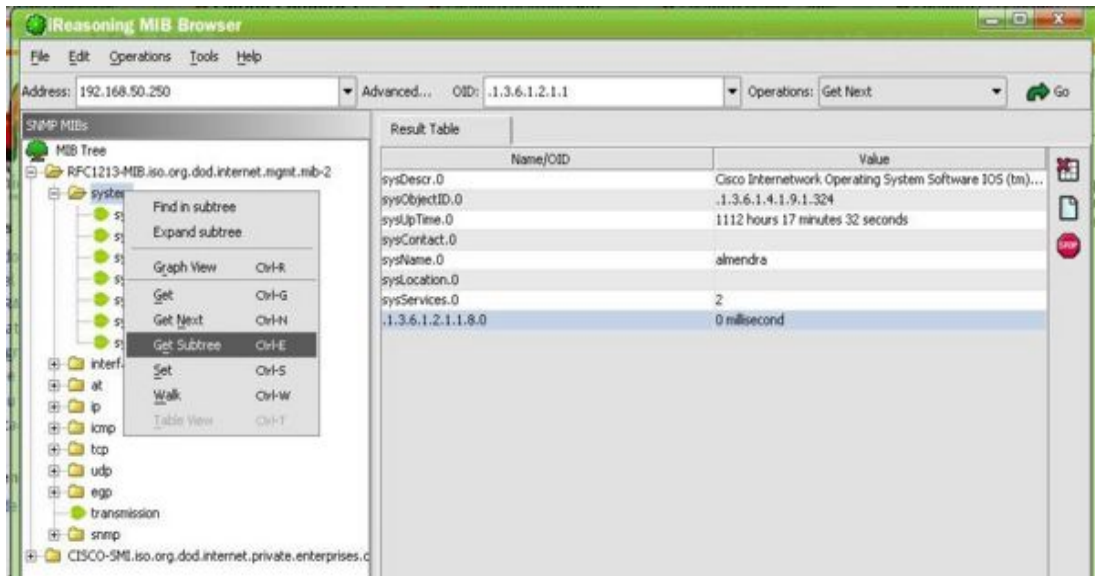 iReasoning MIB Browser
File Edit Operations Tools Help
Address: 192.168.50.250 Advanced... OID: .1.3.6.1.2.1.1 Operations: Get Next Go
SNMP MIBs
MIB Tree
RFC1213-MIB.iso.org.dod.internet.mgmt.mib-2
system
interf
at
ip
icmp
tcp
udp
egp
transmission
snmp
CISCO-SMI.iso.org.dod.internet.private.enterprises.c
Find in subtree
Expand subtree
Graph View Ctrl-R
Get Ctrl-G
Get Next Ctrl-N
Get Subtree Ctrl-E
Set Ctrl-S
Walk Ctrl-W
Table View Ctrl-T
Result Table
Name/OID Value
sysDescr.0 Cisco Internetwork Operating System Software IOS (tm)...
sysObjectID.0 .1.3.6.1.4.1.9.1.324
sysUpTime.0 1112 hours 17 minutes 32 seconds
sysContact.0
sysName.0 almendra
sysLocation.0
sysServices.0 2
.1.3.6.1.2.1.1.8.0 0 millisecond
STOP